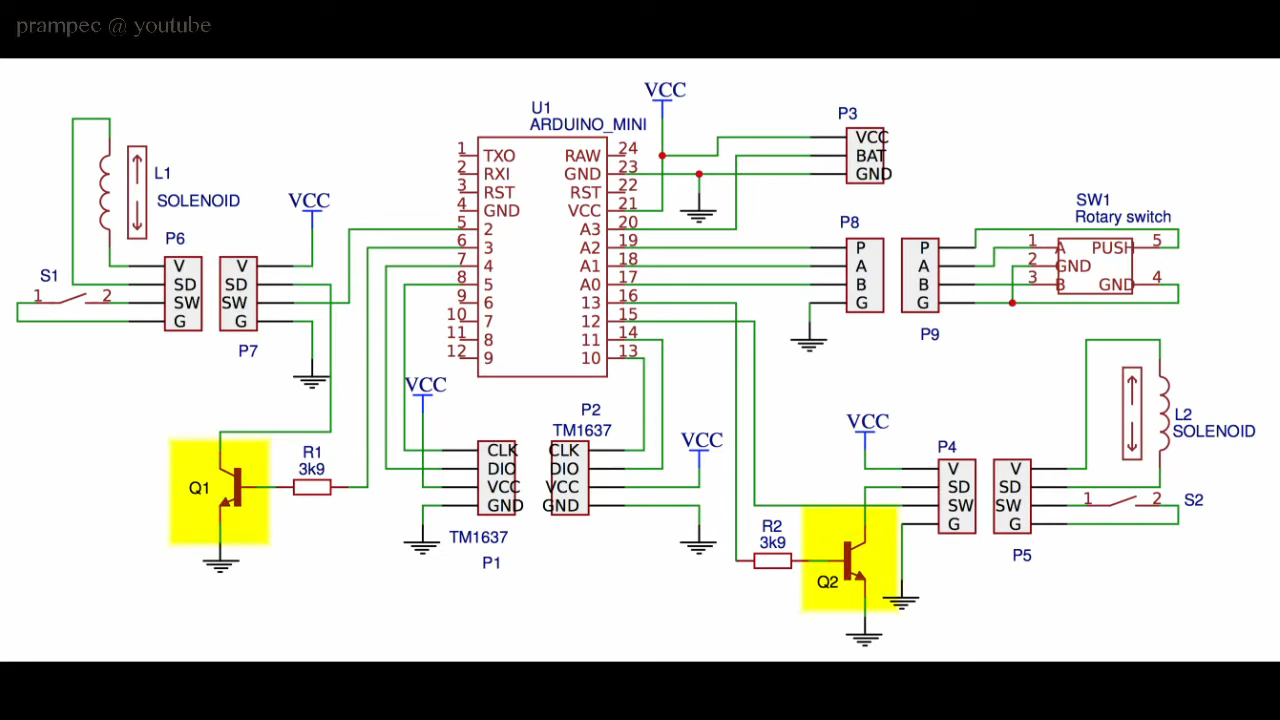 prampec @ youtube
VCC
U1
ARDUINO_MINI
P3
1 TXO RAW 24
2 RXI GND 23
3 RST RST 22
4 GND VCC 21
5 2 A3 20
6 3 A2 19
7 4 A1 18
8 5 A0 17
9 6 13 16
10 7 12 15
11 8 11 14
12 9 10 13
VCC
BAT
GND
L1
SOLENOID
VCC
P6
V
SD
SW
G
V
SD
SW
G
P7
S1
1 2
P8
P
A
B
G
P
A
B
G
P9
SW1
Rotary switch
1 A PUSH 5
2 GND
3 B GND 4
VCC
CLK
DIO
VCC
GND
TM1637
P1
P2
TM1637
CLK
DIO
VCC
GND
VCC
R1
3k9
Q1
VCC
P4
V
SD
SW
G
V
SD
SW
G
P5
L2
SOLENOID
1 2 S2
R2
3k9
Q2